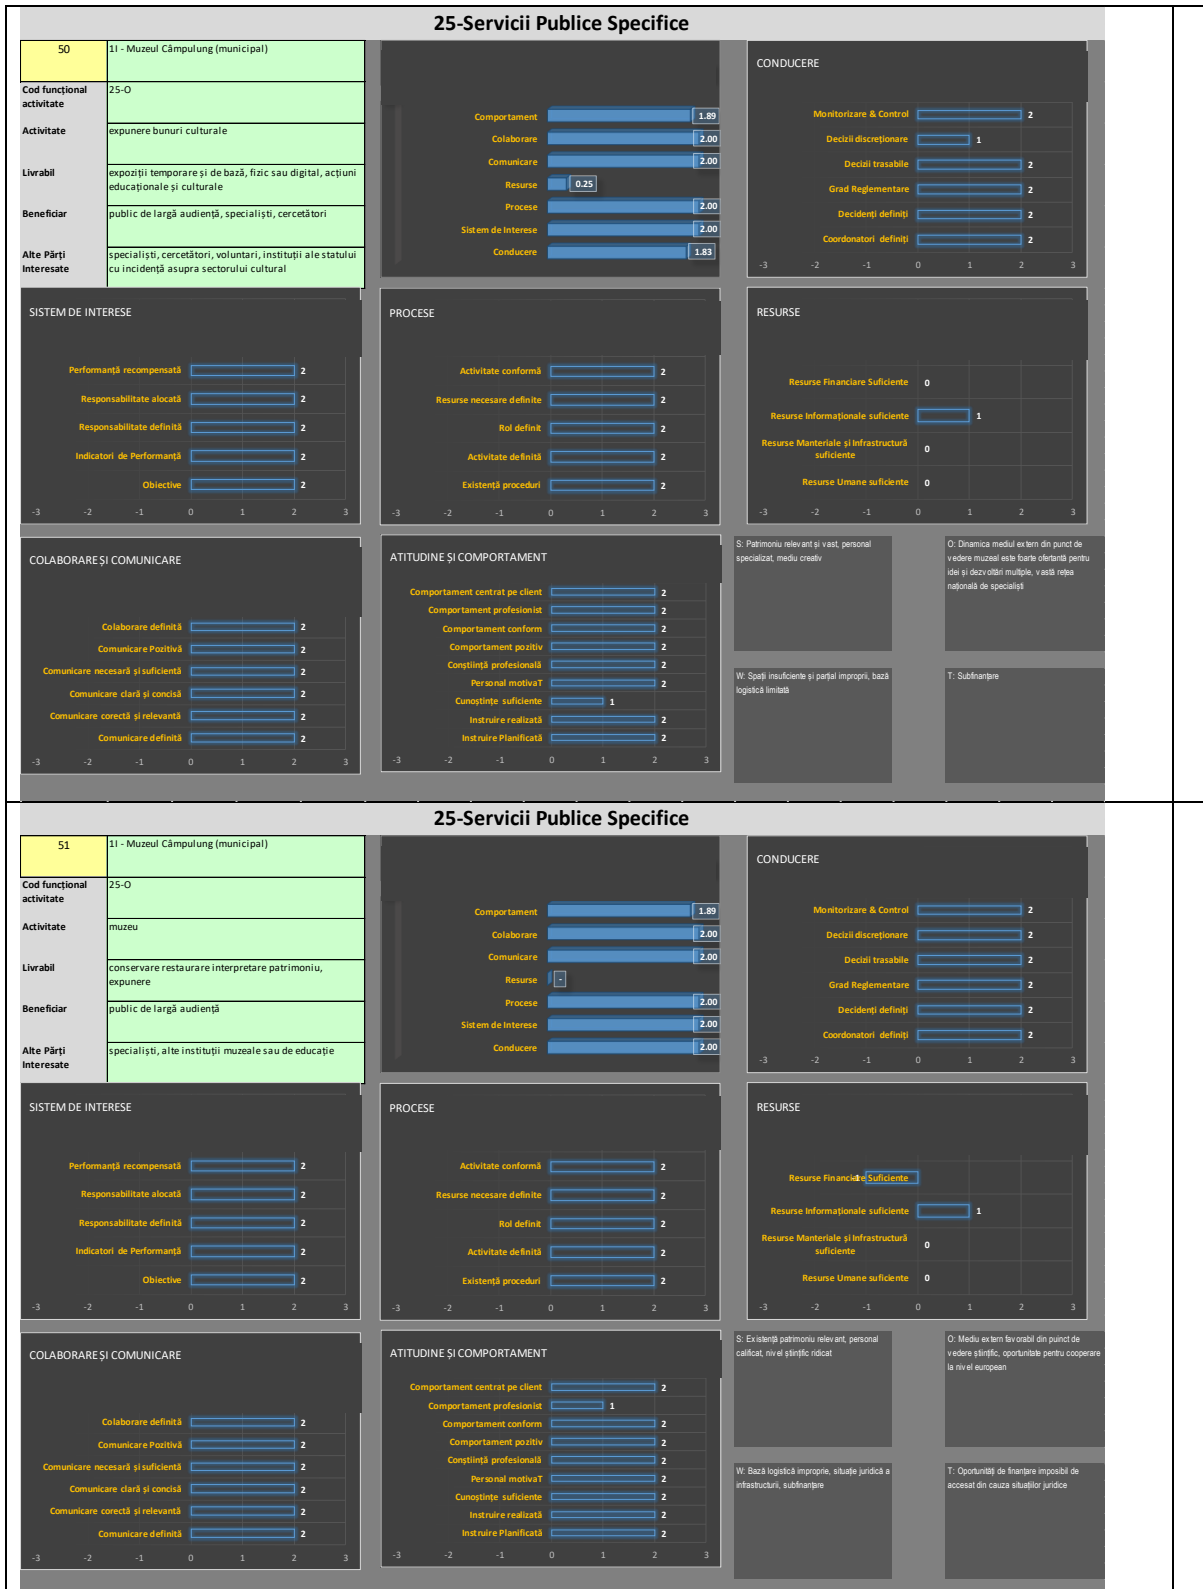 25-Servicii Publice Specifice
50
1I - Muzeul Câmpulung (municipal)
Cod funcțional
activitate
25-O
Activitate
expunere bunuri culturale
Livrabil
expoziții temporare și de bază, fizic sau digital, acțiuni
educaționale și culturale
Beneficiar
public de largă audiență, specialiști, cercetători
Alte Părți
Interesate
specialiști, cercetători, voluntari, instituții ale statului
cu incidență asupra sectorului cultural
Comportament 1.89
Colaborare 2.00
Comunicare 2.00
Resurse 0.25
Procese 2.00
Sistem de Interese 2.00
Conducere 1.83
CONDUCERE
Monitorizare & Control 2
Decizii discreționare 1
Decizii trasabile 2
Grad Reglementare 2
Decidenți definiți 2
Coordonatori definiți 2
-3 -2 -1 0 1 2 3
SISTEM DE INTERESE
Performanță recompensată 2
Responsabilitate alocată 2
Responsabilitate definită 2
Indicatori de Performanță 2
Obiective 2
-3 -2 -1 0 1 2 3
PROCESE
Activitate conformă 2
Resurse necesare definite 2
Rol definit 2
Activitate definită 2
Existență proceduri 2
-3 -2 -1 0 1 2 3
RESURSE
Resurse Financiare Suficiente 0
Resurse Informaționale suficiente 1
Resurse Manteriale și Infrastructură
suficiente 0
Resurse Umane suficiente 0
-3 -2 -1 0 1 2 3
COLABORARE ȘI COMUNICARE
Colaborare definită 2
Comunicare Pozitivă 2
Comunicare necesară și suficientă 2
Comunicare clară și concisă 2
Comunicare corectă și relevantă 2
Comunicare definită 2
-3 -2 -1 0 1 2 3
ATITUDINE ȘI COMPORTAMENT
Comportament centrat pe client 2
Comportament profesionist 2
Comportament conform 2
Comportament pozitiv 2
Conștiință profesională 2
Personal motivaT 2
Cunoștințe suficiente 1
Instruire realizată 2
Instruire Planificată 2
-3 -2 -1 0 1 2 3
S: Patrimoniu relevant și vast, personal
specializat, mediu creativ
O: Dinamica mediul extern din punct de
vedere muzeal este foarte ofertantă pentru
idei și dezvoltări multiple, vastă rețea
națională de specialiști
W: Spații insuficiente și parțial improprii, bază
logistică limitată
T: Subfinanțare
25-Servicii Publice Specifice
51
1I - Muzeul Câmpulung (municipal)
Cod funcțional
activitate
25-O
Activitate
muzeu
Livrabil
conservare restaurare interpretare patrimoniu,
expunere
Beneficiar
public de largă audiență
Alte Părți
Interesate
specialiști, alte instituții muzeale sau de educație
Comportament 1.89
Colaborare 2.00
Comunicare 2.00
Resurse -
Procese 2.00
Sistem de Interese 2.00
Conducere 2.00
CONDUCERE
Monitorizare & Control 2
Decizii discreționare 2
Decizii trasabile 2
Grad Reglementare 2
Decidenți definiți 2
Coordonatori definiți 2
-3 -2 -1 0 1 2 3
SISTEM DE INTERESE
Performanță recompensată 2
Responsabilitate alocată 2
Responsabilitate definită 2
Indicatori de Performanță 2
Obiective 2
-3 -2 -1 0 1 2 3
PROCESE
Activitate conformă 2
Resurse necesare definite 2
Rol definit 2
Activitate definită 2
Existență proceduri 2
-3 -2 -1 0 1 2 3
RESURSE
Resurse Financiare Suficiente -1
Resurse Informaționale suficiente 1
Resurse Manteriale și Infrastructură
suficiente 0
Resurse Umane suficiente 0
-3 -2 -1 0 1 2 3
COLABORARE ȘI COMUNICARE
Colaborare definită 2
Comunicare Pozitivă 2
Comunicare necesară și suficientă 2
Comunicare clară și concisă 2
Comunicare corectă și relevantă 2
Comunicare definită 2
-3 -2 -1 0 1 2 3
ATITUDINE ȘI COMPORTAMENT
Comportament centrat pe client 2
Comportament profesionist 1
Comportament conform 2
Comportament pozitiv 2
Conștiință profesională 2
Personal motivaT 2
Cunoștințe suficiente 2
Instruire realizată 2
Instruire Planificată 2
-3 -2 -1 0 1 2 3
S: Existență patrimoniu relevant, personal
calificat, nivel științific ridicat
O: Mediu extern favorabil din puinct de
vedere științific, oportunitate pentru cooperare
la nivel european
W: Bază logistică improprie, situație juridică a
infrastructurii, subfinanțare
T: Oportunități de finanțare imposibil de
accesat din cauza situațiilor juridice